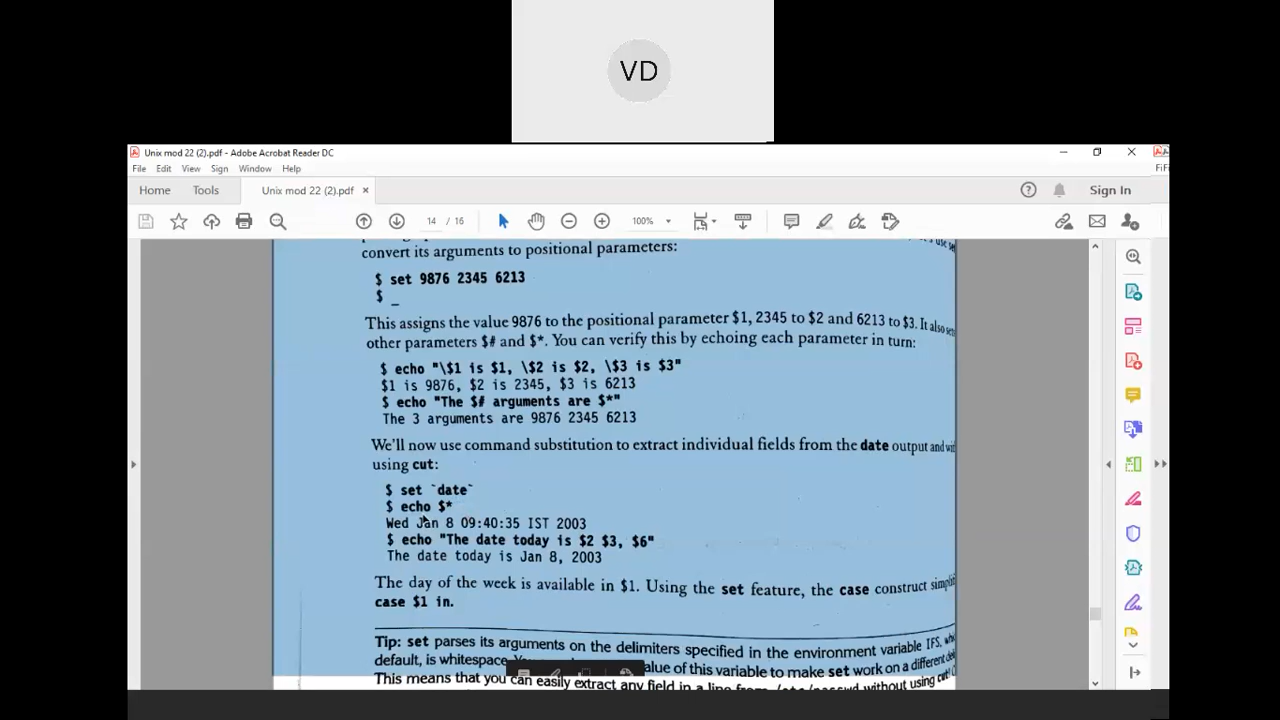 VD
Unix mod 22 (2).pdf - Adobe Acrobat Reader DC
File Edit View Sign Window Help
FiFi
Home Tools Unix mod 22 (2).pdf × Sign In
14 / 16 100%
convert its arguments to positional parameters:
$ set 9876 2345 6213
$ _
This assigns the value 9876 to the positional parameter $1, 2345 to $2 and 6213 to $3. It also
other parameters $# and $*. You can verify this by echoing each parameter in turn:
$ echo "\$1 is $1, \$2 is $2, \$3 is $3"
$1 is 9876, $2 is 2345, $3 is 6213
$ echo "The $# arguments are $*"
The 3 arguments are 9876 2345 6213
We'll now use command substitution to extract individual fields from the date output and
using cut:
$ set `date`
$ echo $*
Wed Jan 8 09:40:35 IST 2003
$ echo "The date today is $2 $3, $6"
The date today is Jan 8, 2003
The day of the week is available in $1. Using the set feature, the case construct
case $1 in.
Tip: set parses its arguments on the delimiters specified in the environment variable IFS,
default, is whitespace. of this variable to make set work on a different
This means that you can easily extract any field in a line from /etc/passwd without using cut!